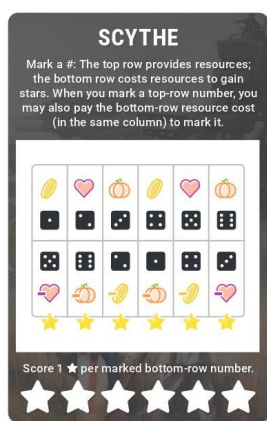 SCYTHE
Mark a #: The top row provides resources;
the bottom row costs resources to gain
stars. When you mark a top-row number, you
may also pay the bottom-row resource cost
(in the same column) to mark it.
Score 1 ★ per marked bottom-row number.